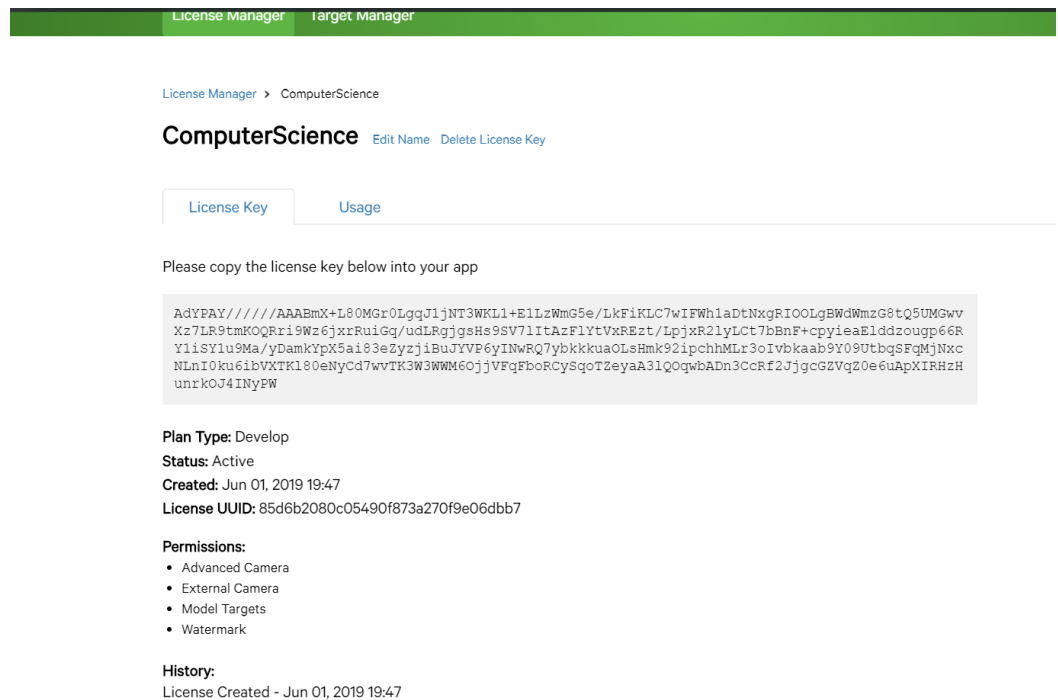 License Manager Target Manager
License Manager > ComputerScience
ComputerScience Edit Name Delete License Key
License Key Usage
Please copy the license key below into your app
AdYPAY//////AAABmX+L80MGr0LgqJ1jNT3WKL1+E1LzWmG5e/LkFiKLC7wIFWh1aDtNxgRIOOLgBWdWmzG8tQ5UMGwv
Xz7LR9tmKOQRri9Wz6jxrRuiGq/udLRgjgsHs9SV7lItAzFlYtVxREzt/LpjxR2lyLCt7bBnF+cpyieaElddzougp66R
Y1iSY1u9Ma/yDamkYpX5ai83eZyzjiBuJYVP6yINwRQ7ybkkkuaOLsHmk92ipchhMLr3oIvbkaab9Y09UtbqSFqMjNxc
NLnI0ku6ibVXTKl80eNyCd7wvTK3W3WWM6OjjVFqFboRCySqoTZeyaA3lQOqwbADn3CcRf2JjgcGZVqZ0e6uApXIRHzH
unrkOJ4INyPW
Plan Type: Develop
Status: Active
Created: Jun 01, 2019 19:47
License UUID: 85d6b2080c05490f873a270f9e06dbb7
Permissions:
• Advanced Camera
• External Camera
• Model Targets
• Watermark
History:
License Created - Jun 01, 2019 19:47